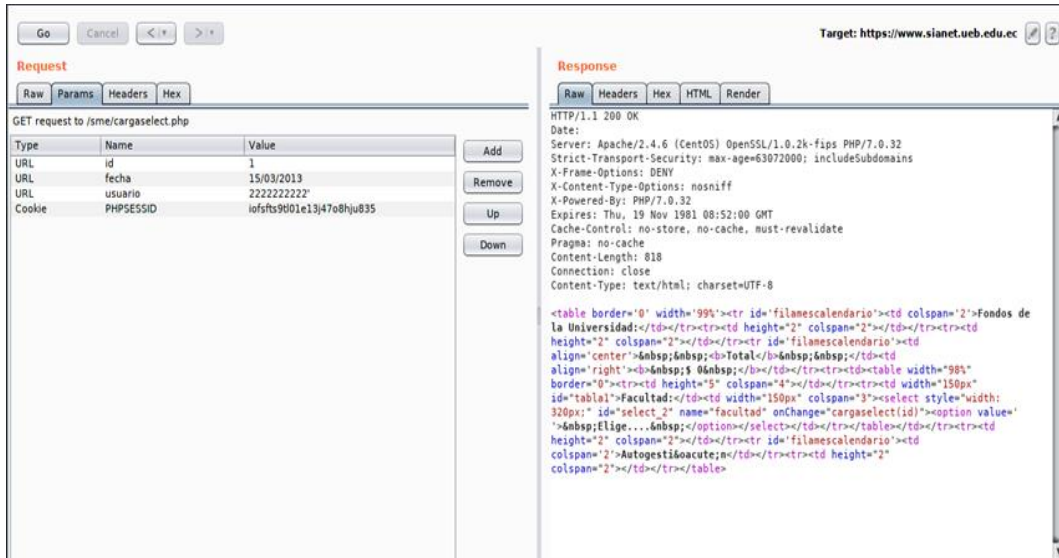 Go Cancel < > Target: https://www.sianet.ueb.edu.ec ?
Request
Raw Params Headers Hex
GET request to /sme/cargaselect.php
Type Name Value
URL id 1
URL fecha 15/03/2013
URL usuario 2222222222'
Cookie PHPSESSID iofsfts9tl01e13j47o8hju835
Add
Remove
Up
Down
Response
Raw Headers Hex HTML Render
HTTP/1.1 200 OK
Date:
Server: Apache/2.4.6 (CentOS) OpenSSL/1.0.2k-fips PHP/7.0.32
Strict-Transport-Security: max-age=63072000; includeSubdomains
X-Frame-Options: DENY
X-Content-Type-Options: nosniff
X-Powered-By: PHP/7.0.32
Expires: Thu, 19 Nov 1981 08:52:00 GMT
Cache-Control: no-store, no-cache, must-revalidate
Pragma: no-cache
Content-Length: 818
Connection: close
Content-Type: text/html; charset=UTF-8
<table border='0' width='99%'><tr id='filamescalendario'><td colspan='2'>Fondos de
la Universidad:</td></tr><tr><td height="2" colspan="2"></td></tr><tr><td
height="2" colspan="2"></td></tr><tr id='filamescalendario'><td
align='center'>&nbsp;&nbsp;<b>Total</b>&nbsp;&nbsp;</td><td
align='right'><b>&nbsp;$ 0&nbsp;</b></td></tr><tr><td><table width="98%"
border="0"><tr><td height="5" colspan="4"></td></tr><tr><td width="150px"
id="tabla1">Facultad:</td><td width="150px" colspan="3"><select style="width:
320px;" id="select_2" name="facultad" onChange="cargaselect(id)"><option value='
'>&nbsp;Elige....&nbsp;</option></select></td></tr></table></td></tr><tr><td
height="2" colspan="2"></td></tr><tr id='filamescalendario'><td
colspan='2'>Autogesti&oacute;n</td></tr><tr><td height="2"
colspan="2"></td></tr></table>